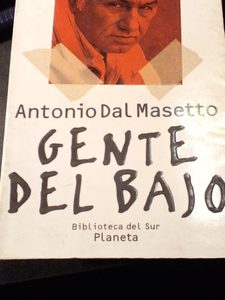 Antonio Dal Masetto
GENTE
DEL BAJO
Biblioteca del Sur
Planeta